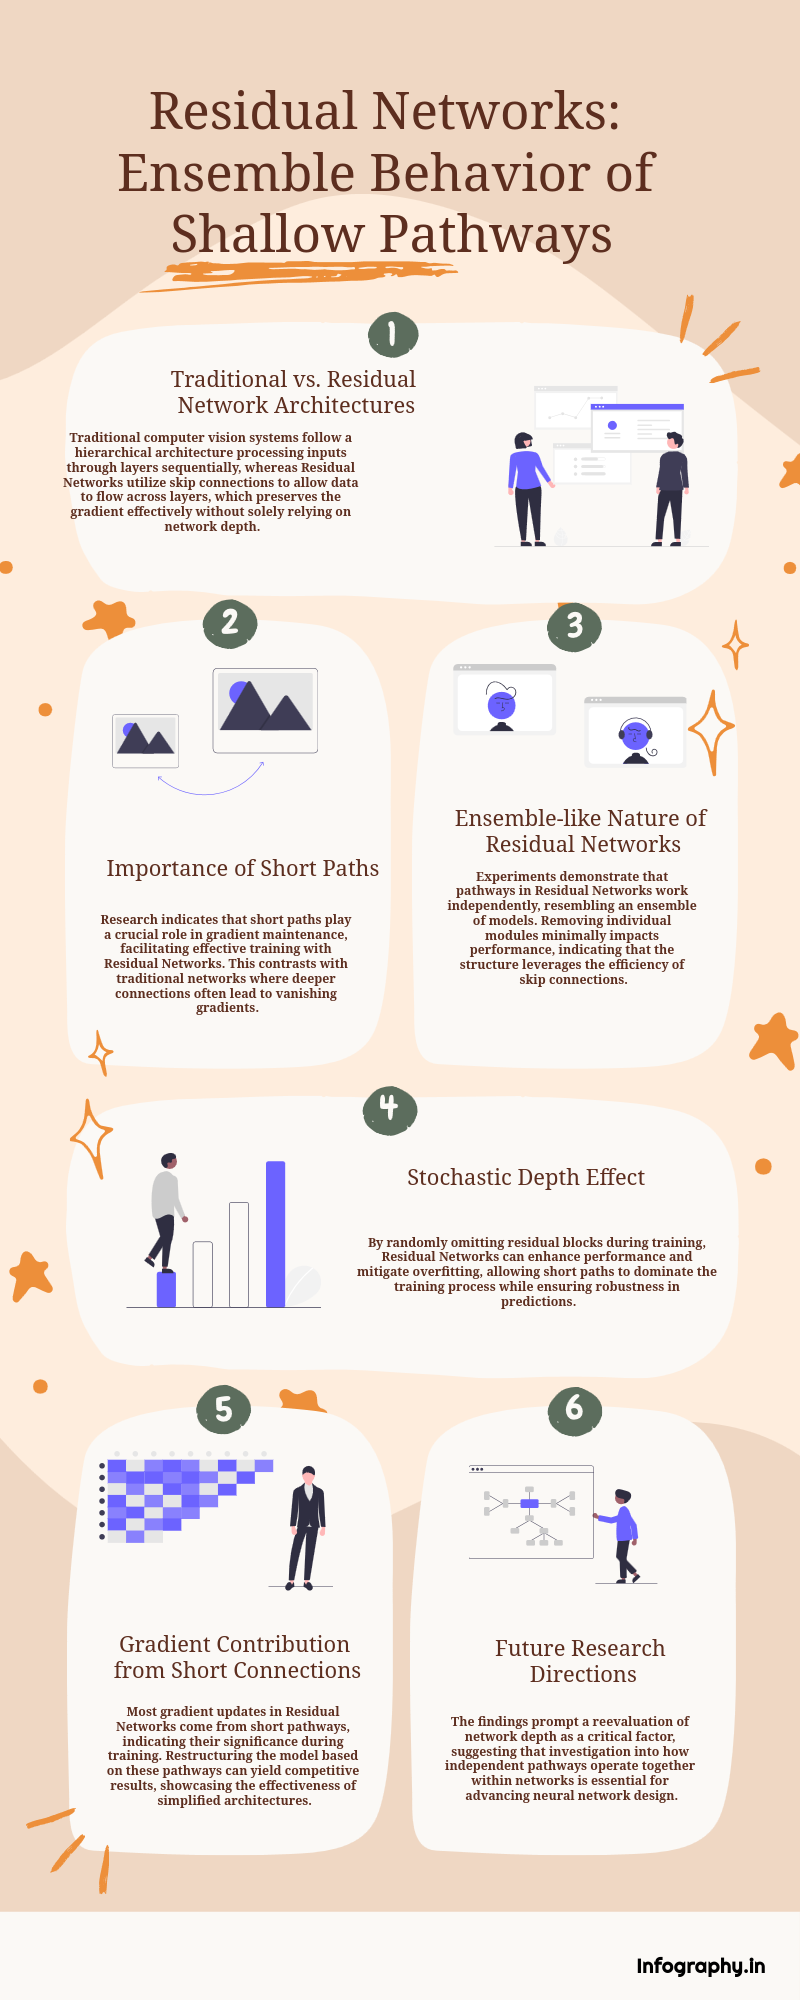 Residual Networks:
Ensemble Behavior of
Shallow Pathways
1
Traditional vs. Residual
Network Architectures
Traditional computer vision systems follow a
hierarchical architecture processing inputs
through layers sequentially, whereas Residual
Networks utilize skip connections to allow data
to flow across layers, which preserves the
gradient effectively without solely relying on
network depth.
2
Importance of Short Paths
Research indicates that short paths play
a crucial role in gradient maintenance,
facilitating effective training with
Residual Networks. This contrasts with
traditional networks where deeper
connections often lead to vanishing
gradients.
3
Ensemble-like Nature of
Residual Networks
Experiments demonstrate that
pathways in Residual Networks work
independently, resembling an ensemble
of models. Removing individual
modules minimally impacts
performance, indicating that the
structure leverages the efficiency of
skip connections.
4
Stochastic Depth Effect
By randomly omitting residual blocks during training,
Residual Networks can enhance performance and
mitigate overfitting, allowing short paths to dominate the
training process while ensuring robustness in
predictions.
5
Gradient Contribution
from Short Connections
Most gradient updates in Residual
Networks come from short pathways,
indicating their significance during
training. Restructuring the model based
on these pathways can yield competitive
results, showcasing the effectiveness of
simplified architectures.
6
Future Research
Directions
The findings prompt a reevaluation of
network depth as a critical factor,
suggesting that investigation into how
independent pathways operate together
within networks is essential for
advancing neural network design.
Infography.in